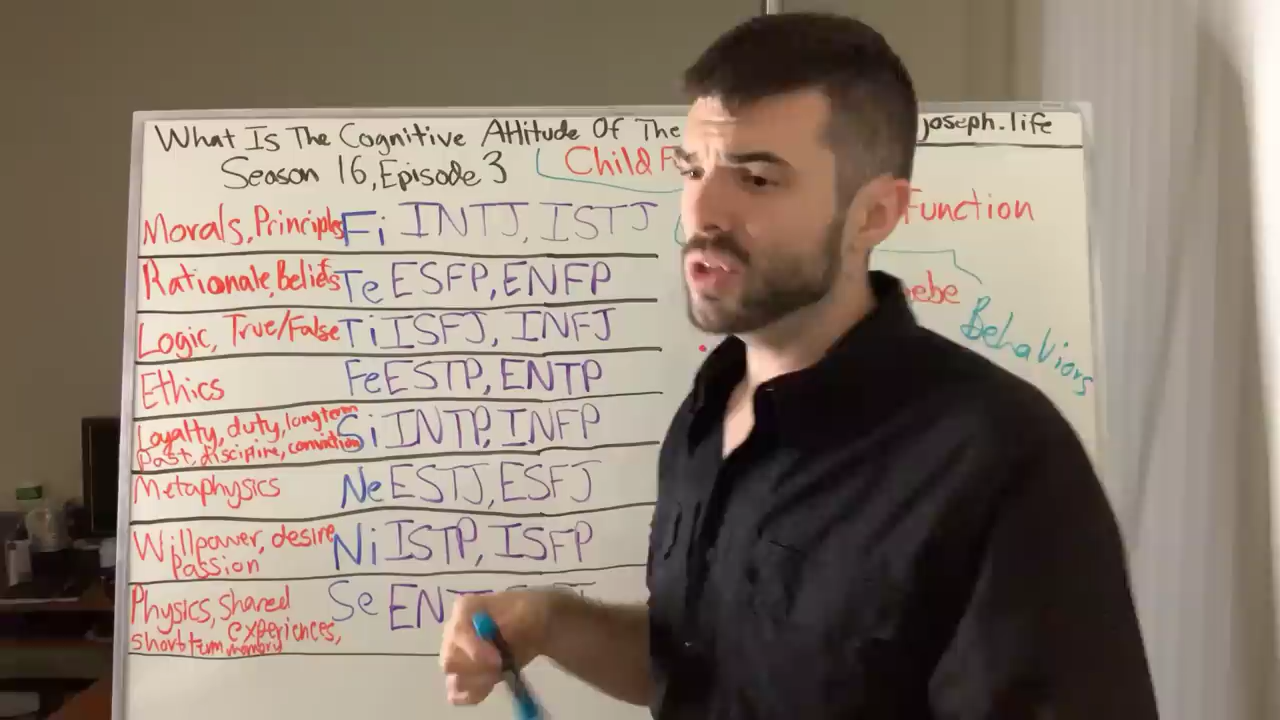 What Is The Cognitive Attitude Of The joseph.life
Season 16, Episode 3 Child
Function
Morals, Principles Fi INTJ, ISTJ
Rationale, Beliefs Te ESFP, ENFP
Behaviors
Logic, True/False Ti ISFJ, INFJ
Ethics Fe ESTP, ENTP
Loyalty, duty, longterm
past, discipline, conviction Si INTP, INFP
Metaphysics Ne ESTJ, ESFJ
Willpower, desire
Passion Ni ISTP, ISFP
Physics, shared Se
experiences,
short term memory